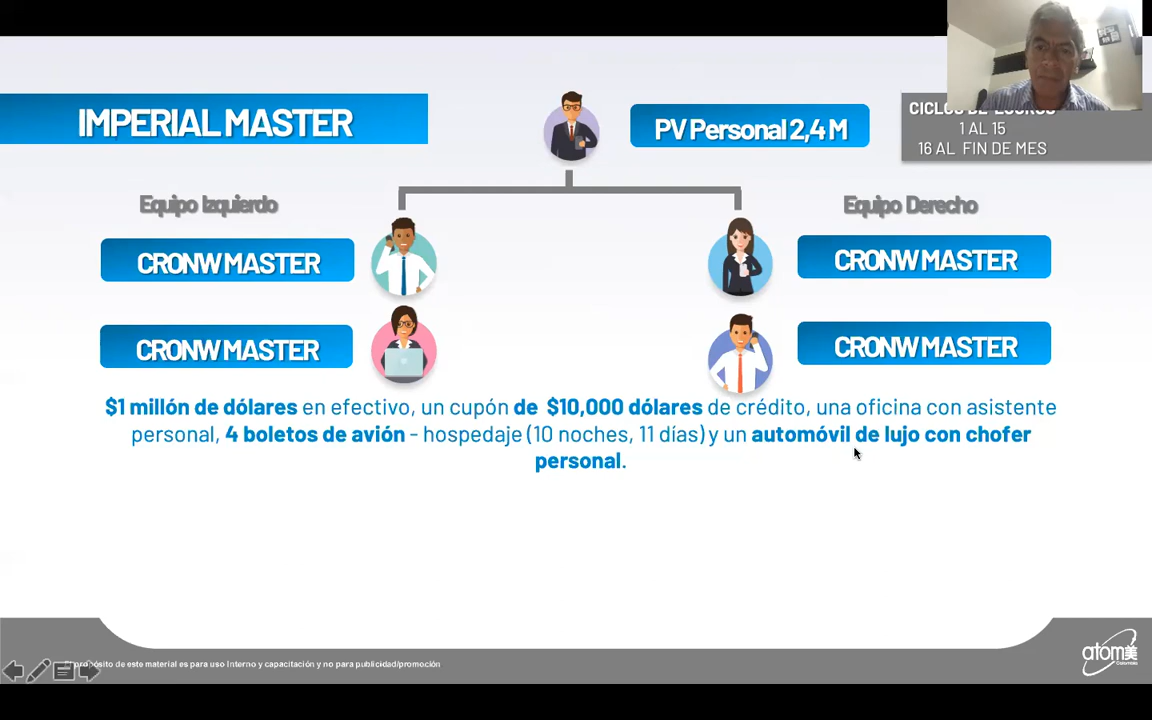 IMPERIAL MASTER
PV Personal 2,4 M
1 AL 15
16 AL FIN DE MES
Equipo Izquierdo
Equipo Derecho
CRONW MASTER
CRONW MASTER
CRONW MASTER
CRONW MASTER
$1 millón de dólares en efectivo, un cupón de $10,000 dólares de crédito, una oficina con asistente
personal, 4 boletos de avión - hospedaje (10 noches, 11 días) y un automóvil de lujo con chofer
personal.
propósito de este material es para uso Interno y capacitación y no para publicidad/promoción
atom美